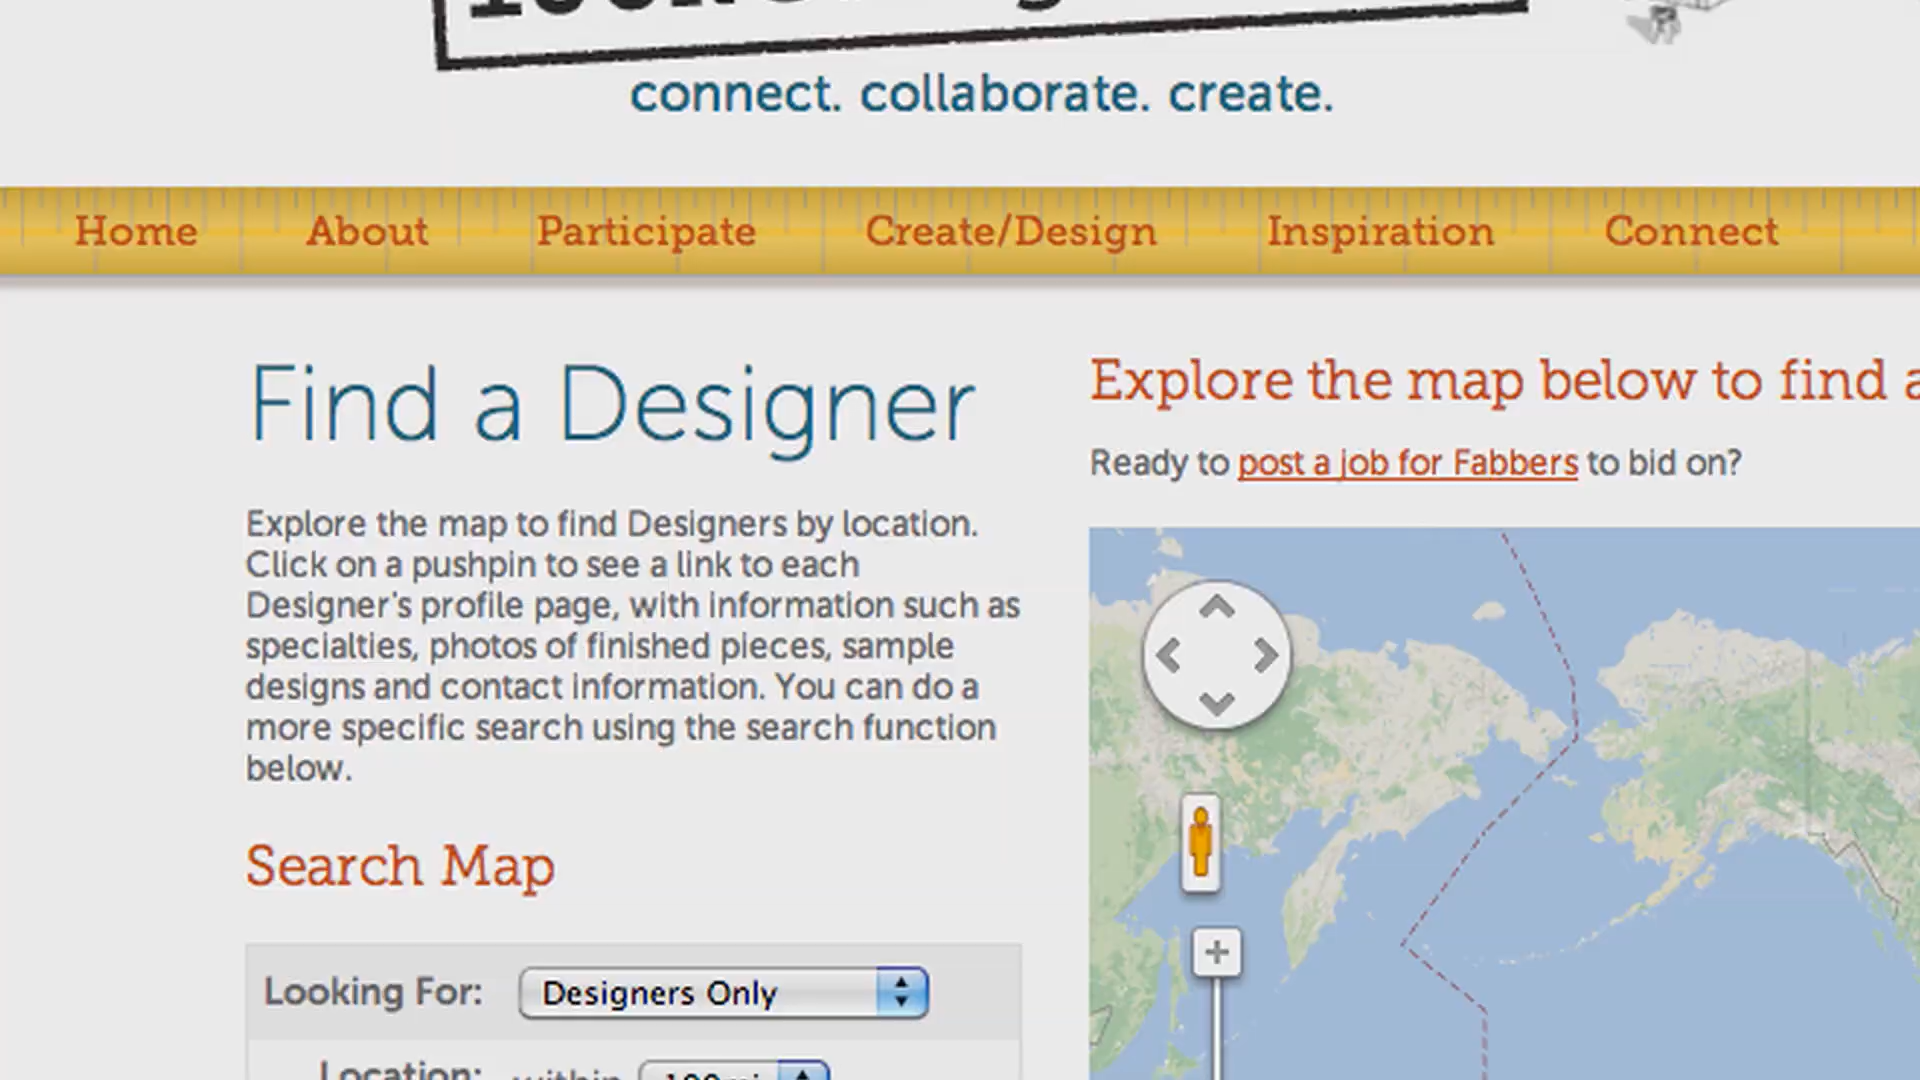 connect. collaborate. create.
Home About Participate Create/Design Inspiration Connect
Find a Designer
Explore the map to find Designers by location.
Click on a pushpin to see a link to each
Designer's profile page, with information such as
specialties, photos of finished pieces, sample
designs and contact information. You can do a
more specific search using the search function
below.
Search Map
Looking For: Designers Only
Location: within 100mi
Explore the map below to find a
Ready to post a job for Fabbers to bid on?